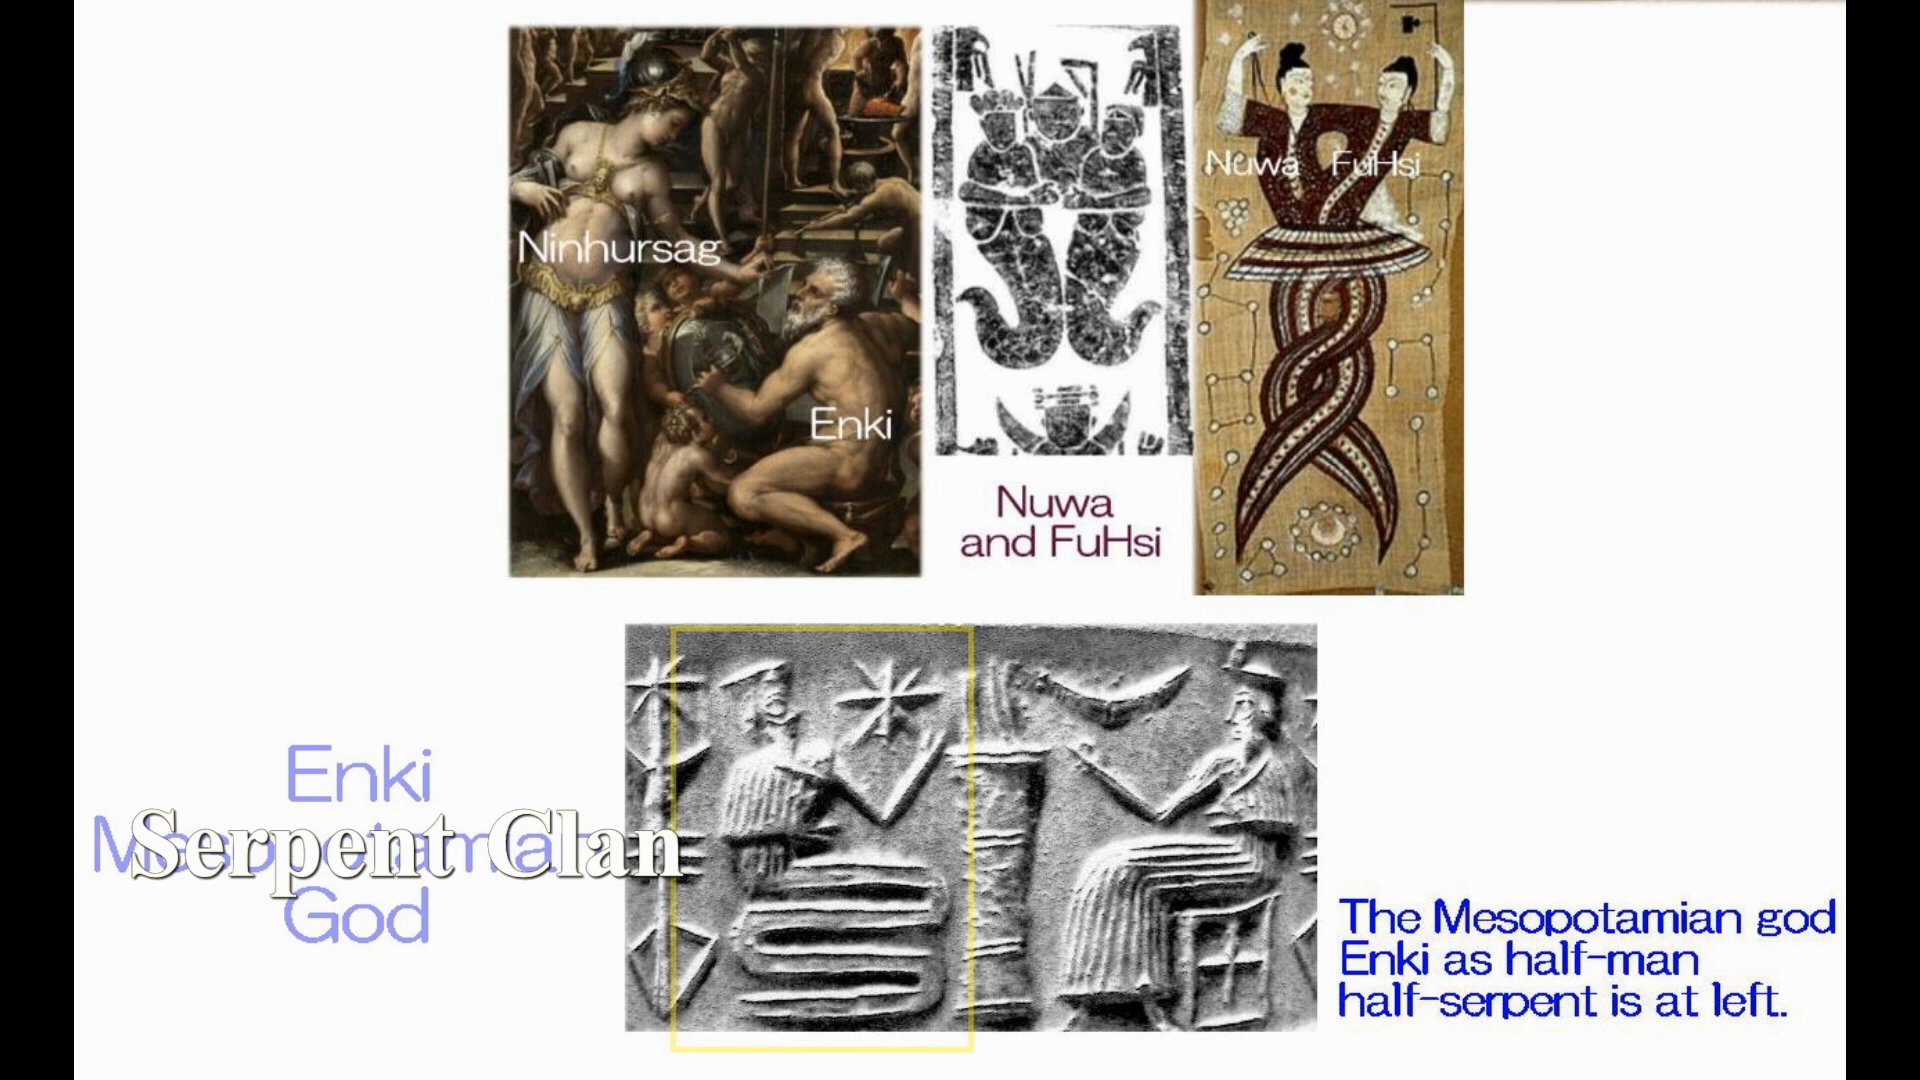 Ninhursag
Enki
Nuwa
and FuHsi
Nuwa FuHsi
Enki
God
Serpent Clan
The Mesopotamian god
Enki as half-man
half-serpent is at left.